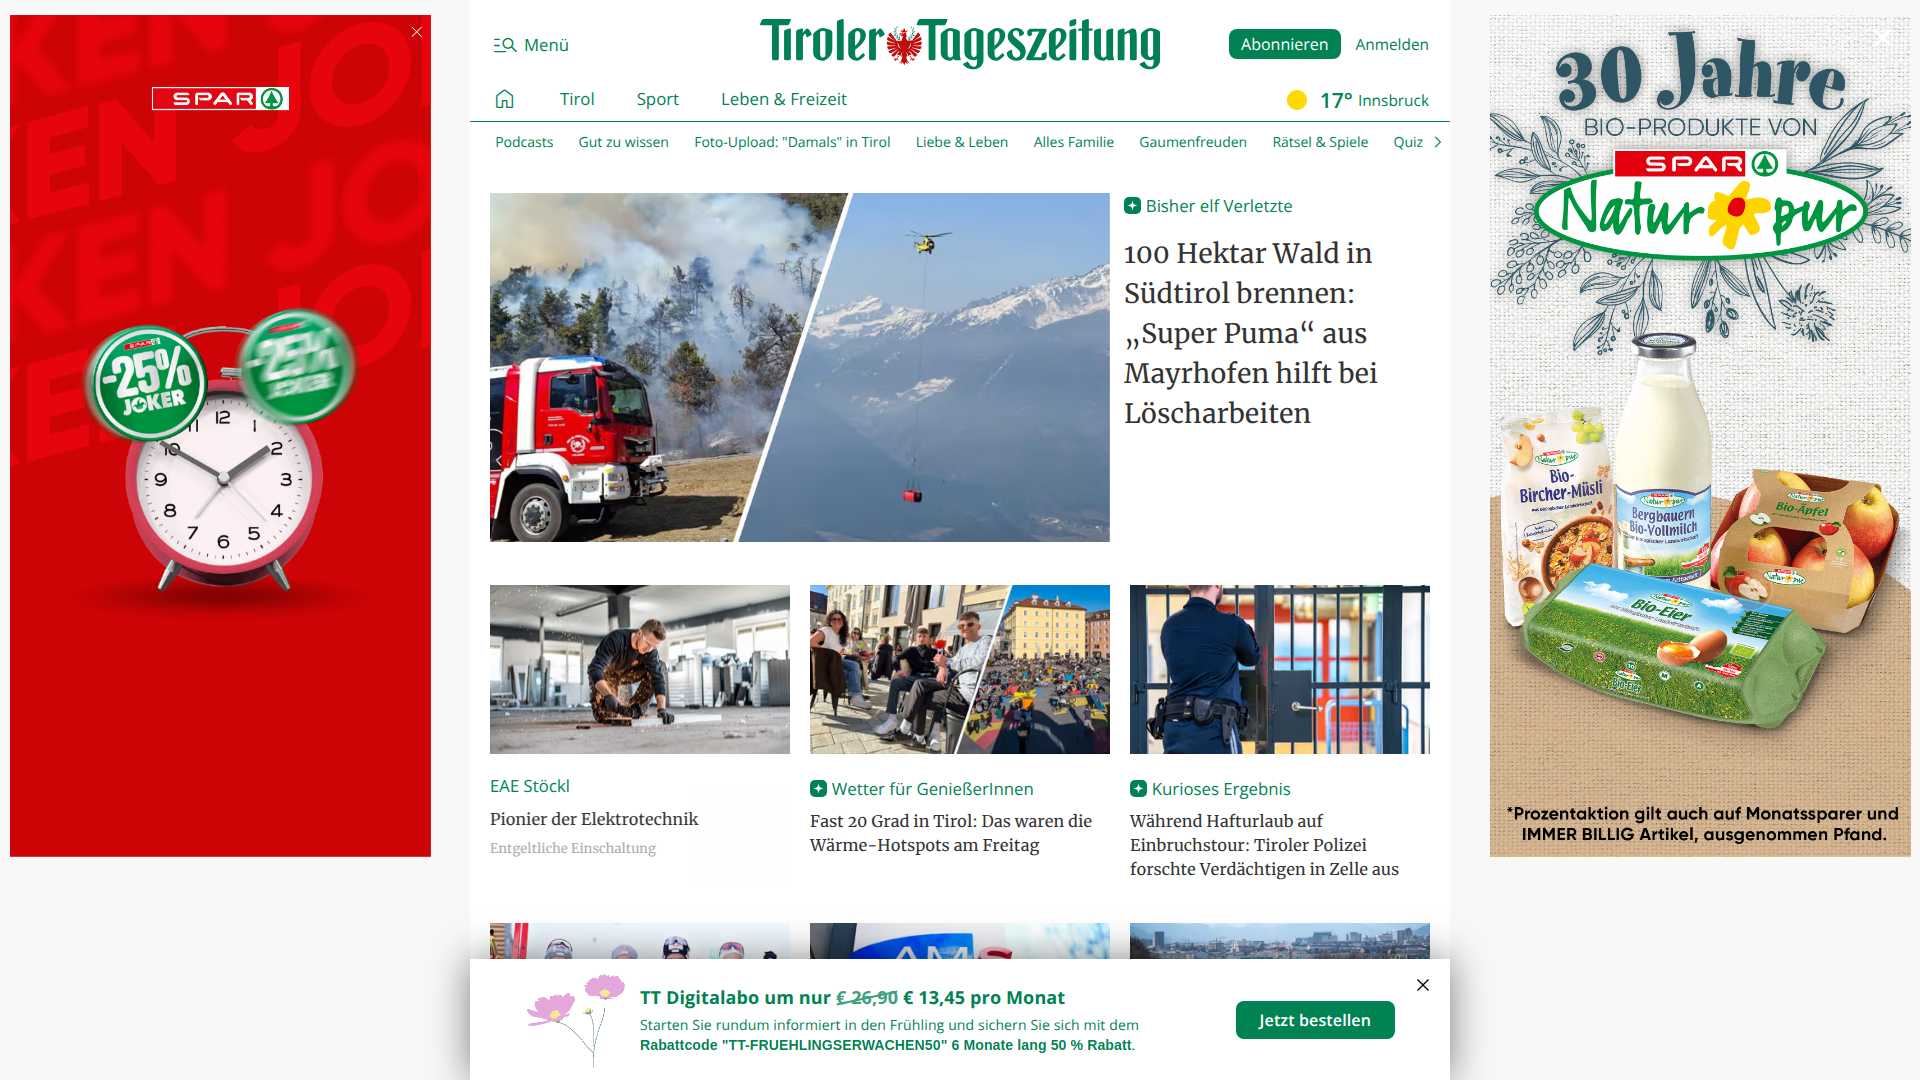 Menü
Tiroler Tageszeitung
Abonnieren
Anmelden
Tirol
Sport
Leben & Freizeit
17° Innsbruck
Podcasts
Gut zu wissen
Foto-Upload: "Damals" in Tirol
Liebe & Leben
Alles Familie
Gaumenfreuden
Rätsel & Spiele
Quiz
SPAR
-25%
JOKER
-25%
JOKER
12
1
2
3
4
5
6
7
8
9
10
11
Bisher elf Verletzte
100 Hektar Wald in
Südtirol brennen:
„Super Puma“ aus
Mayrhofen hilft bei
Löscharbeiten
EAE Stöckl
Pionier der Elektrotechnik
Entgeltliche Einschaltung
Wetter für GenießerInnen
Fast 20 Grad in Tirol: Das waren die
Wärme-Hotspots am Freitag
Kurioses Ergebnis
Während Hafturlaub auf
Einbruchstour: Tiroler Polizei
forschte Verdächtigen in Zelle aus
AMS
TT Digitalabo um nur € 26,90 € 13,45 pro Monat
Starten Sie rundum informiert in den Frühling und sichern Sie sich mit dem
Rabattcode "TT-FRUEHLINGSERWACHEN50" 6 Monate lang 50 % Rabatt.
Jetzt bestellen
30 Jahre
BIO-PRODUKTE VON
SPAR
Natur pur
Bio-
Bircher-Müsli
Bergbauern
Bio-Vollmilch
Bio-Äpfel
Bio-Eier
Bio-Eier
*Prozentaktion gilt auch auf Monatssparer und
IMMER BILLIG Artikel, ausgenommen Pfand.